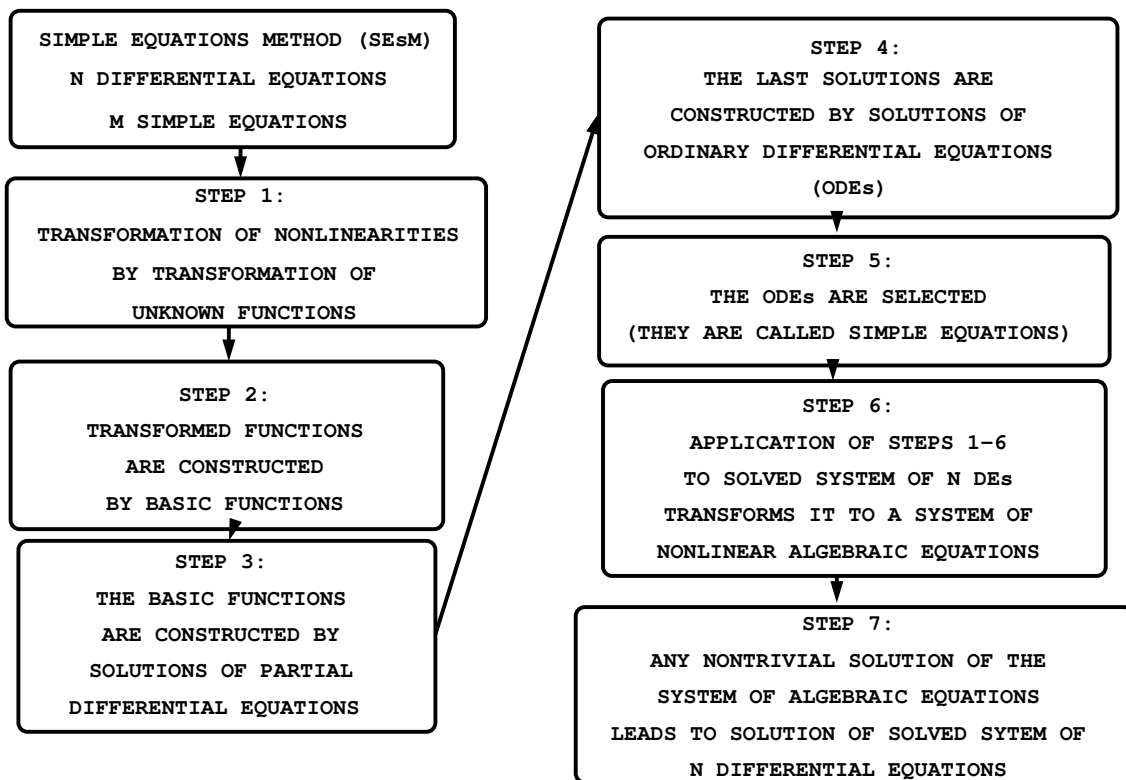 SIMPLE EQUATIONS METHOD (SEsM)
N DIFFERENTIAL EQUATIONS
M SIMPLE EQUATIONS
STEP 1:
TRANSFORMATION OF NONLINEARITIES
BY TRANSFORMATION OF
UNKNOWN FUNCTIONS
STEP 2:
TRANSFORMED FUNCTIONS
ARE CONSTRUCTED
BY BASIC FUNCTIONS
STEP 3:
THE BASIC FUNCTIONS
ARE CONSTRUCTED BY
SOLUTIONS OF PARTIAL
DIFFERENTIAL EQUATIONS
STEP 4:
THE LAST SOLUTIONS ARE
CONSTRUCTED BY SOLUTIONS OF
ORDINARY DIFFERENTIAL EQUATIONS
(ODEs)
STEP 5:
THE ODEs ARE SELECTED
(THEY ARE CALLED SIMPLE EQUATIONS)
STEP 6:
APPLICATION OF STEPS 1-6
TO SOLVED SYSTEM OF N DEs
TRANSFORMS IT TO A SYSTEM OF
NONLINEAR ALGEBRAIC EQUATIONS
STEP 7:
ANY NONTRIVIAL SOLUTION OF THE
SYSTEM OF ALGEBRAIC EQUATIONS
LEADS TO SOLUTION OF SOLVED SYTEM OF
N DIFFERENTIAL EQUATIONS